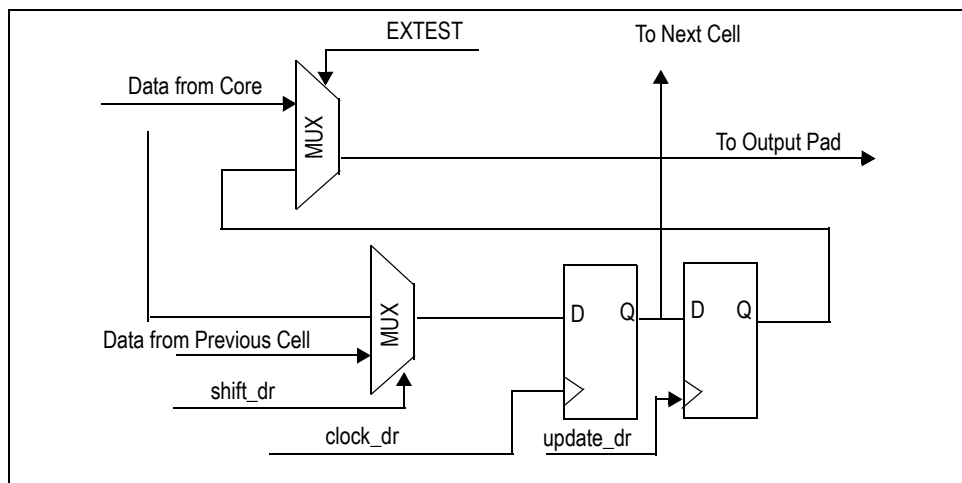 EXTEST
To Next Cell
Data from Core
MUX
To Output Pad
D Q
D Q
MUX
Data from Previous Cell
shift_dr
clock_dr
update_dr